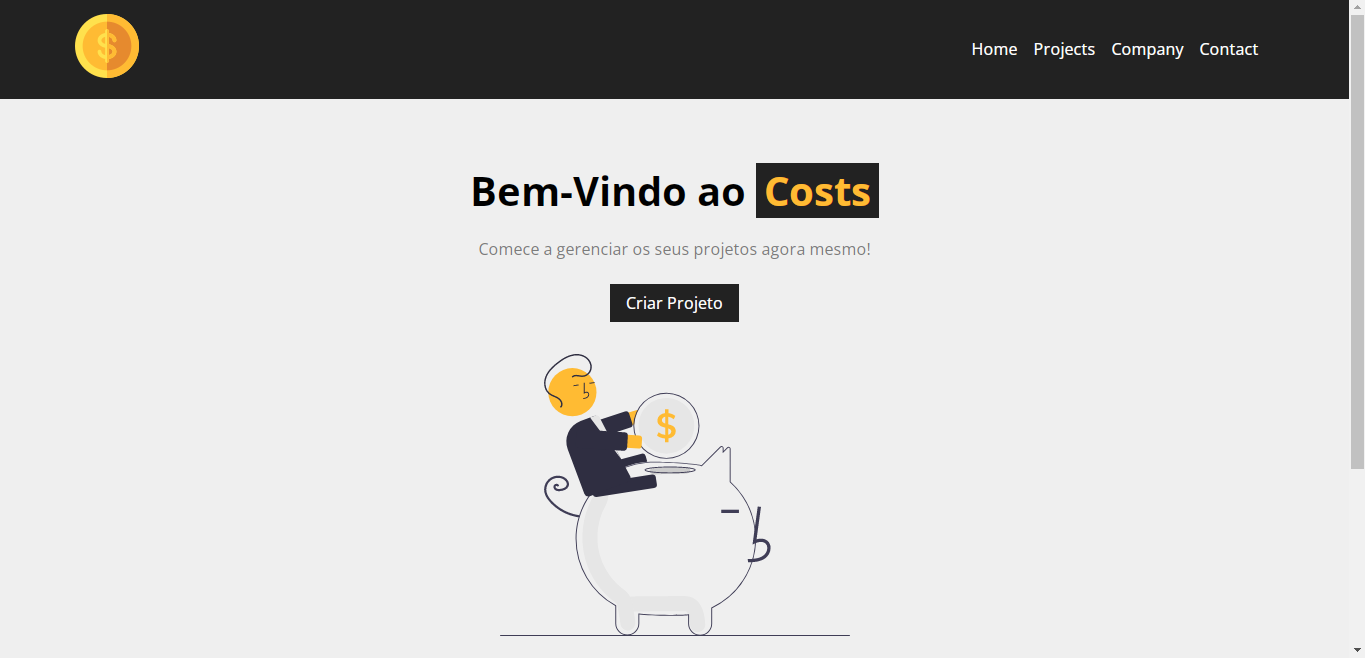 $
Home Projects Company Contact
Bem-Vindo ao Costs
Comece a gerenciar os seus projetos agora mesmo!
Criar Projeto
$